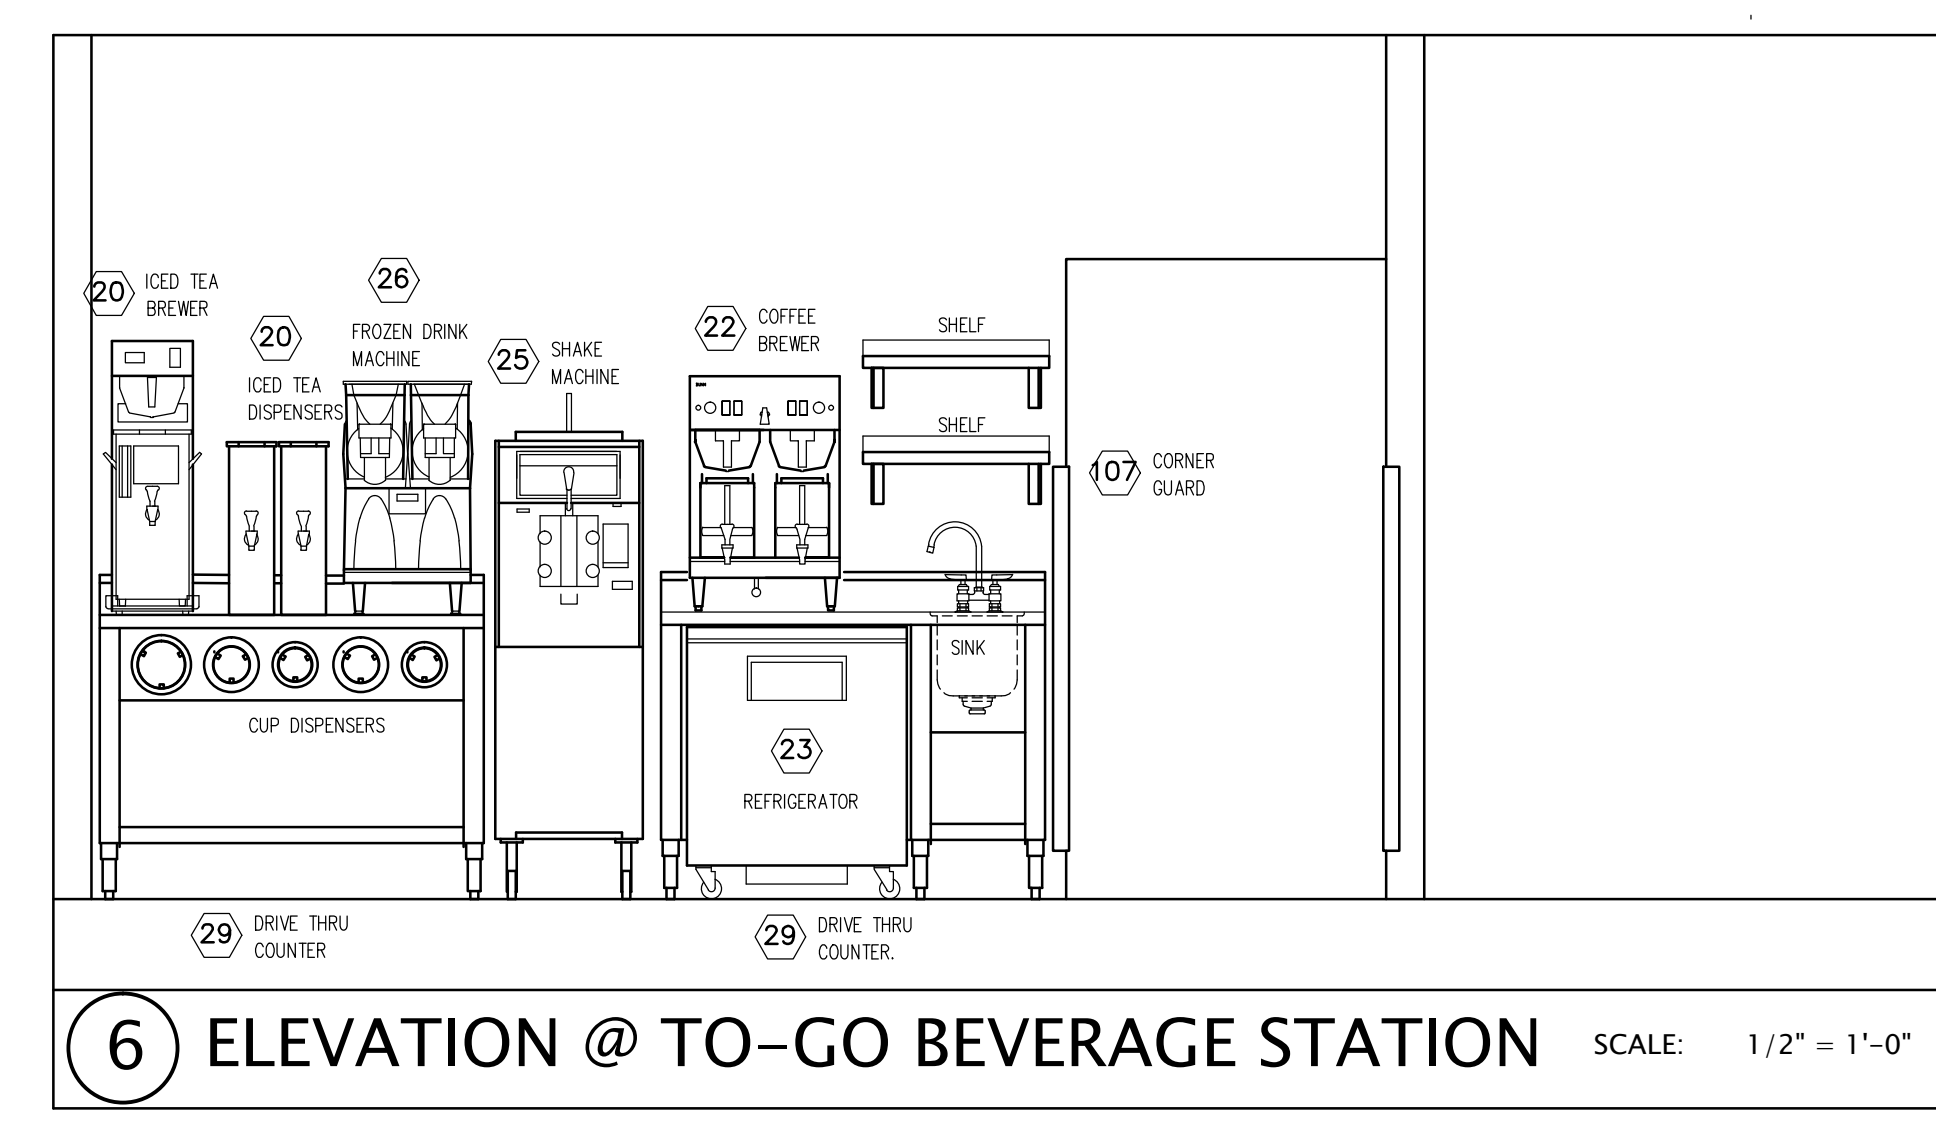 20 ICED TEA
BREWER
20
ICED TEA
DISPENSERS
26
FROZEN DRINK
MACHINE
25 SHAKE
MACHINE
22 COFFEE
BREWER
SHELF
SHELF
107 CORNER
GUARD
BUNN
SINK
CUP DISPENSERS
23
REFRIGERATOR
29 DRIVE THRU
COUNTER
29 DRIVE THRU
COUNTER.
6 ELEVATION @ TO-GO BEVERAGE STATION SCALE: 1/2" = 1'-0"